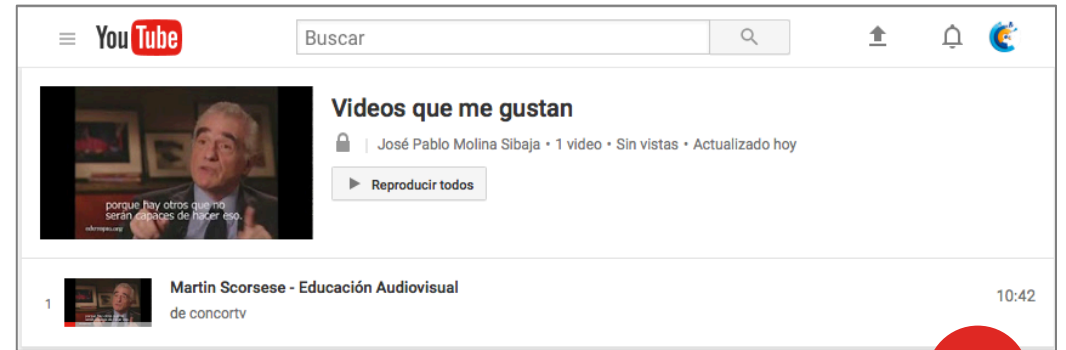 YouTube
Buscar
Videos que me gustan
José Pablo Molina Sibaja • 1 video • Sin vistas • Actualizado hoy
Reproducir todos
porque hay otros que no
serán capaces de hacer eso.
1
Martin Scorsese - Educación Audiovisual
de concortv
10:42